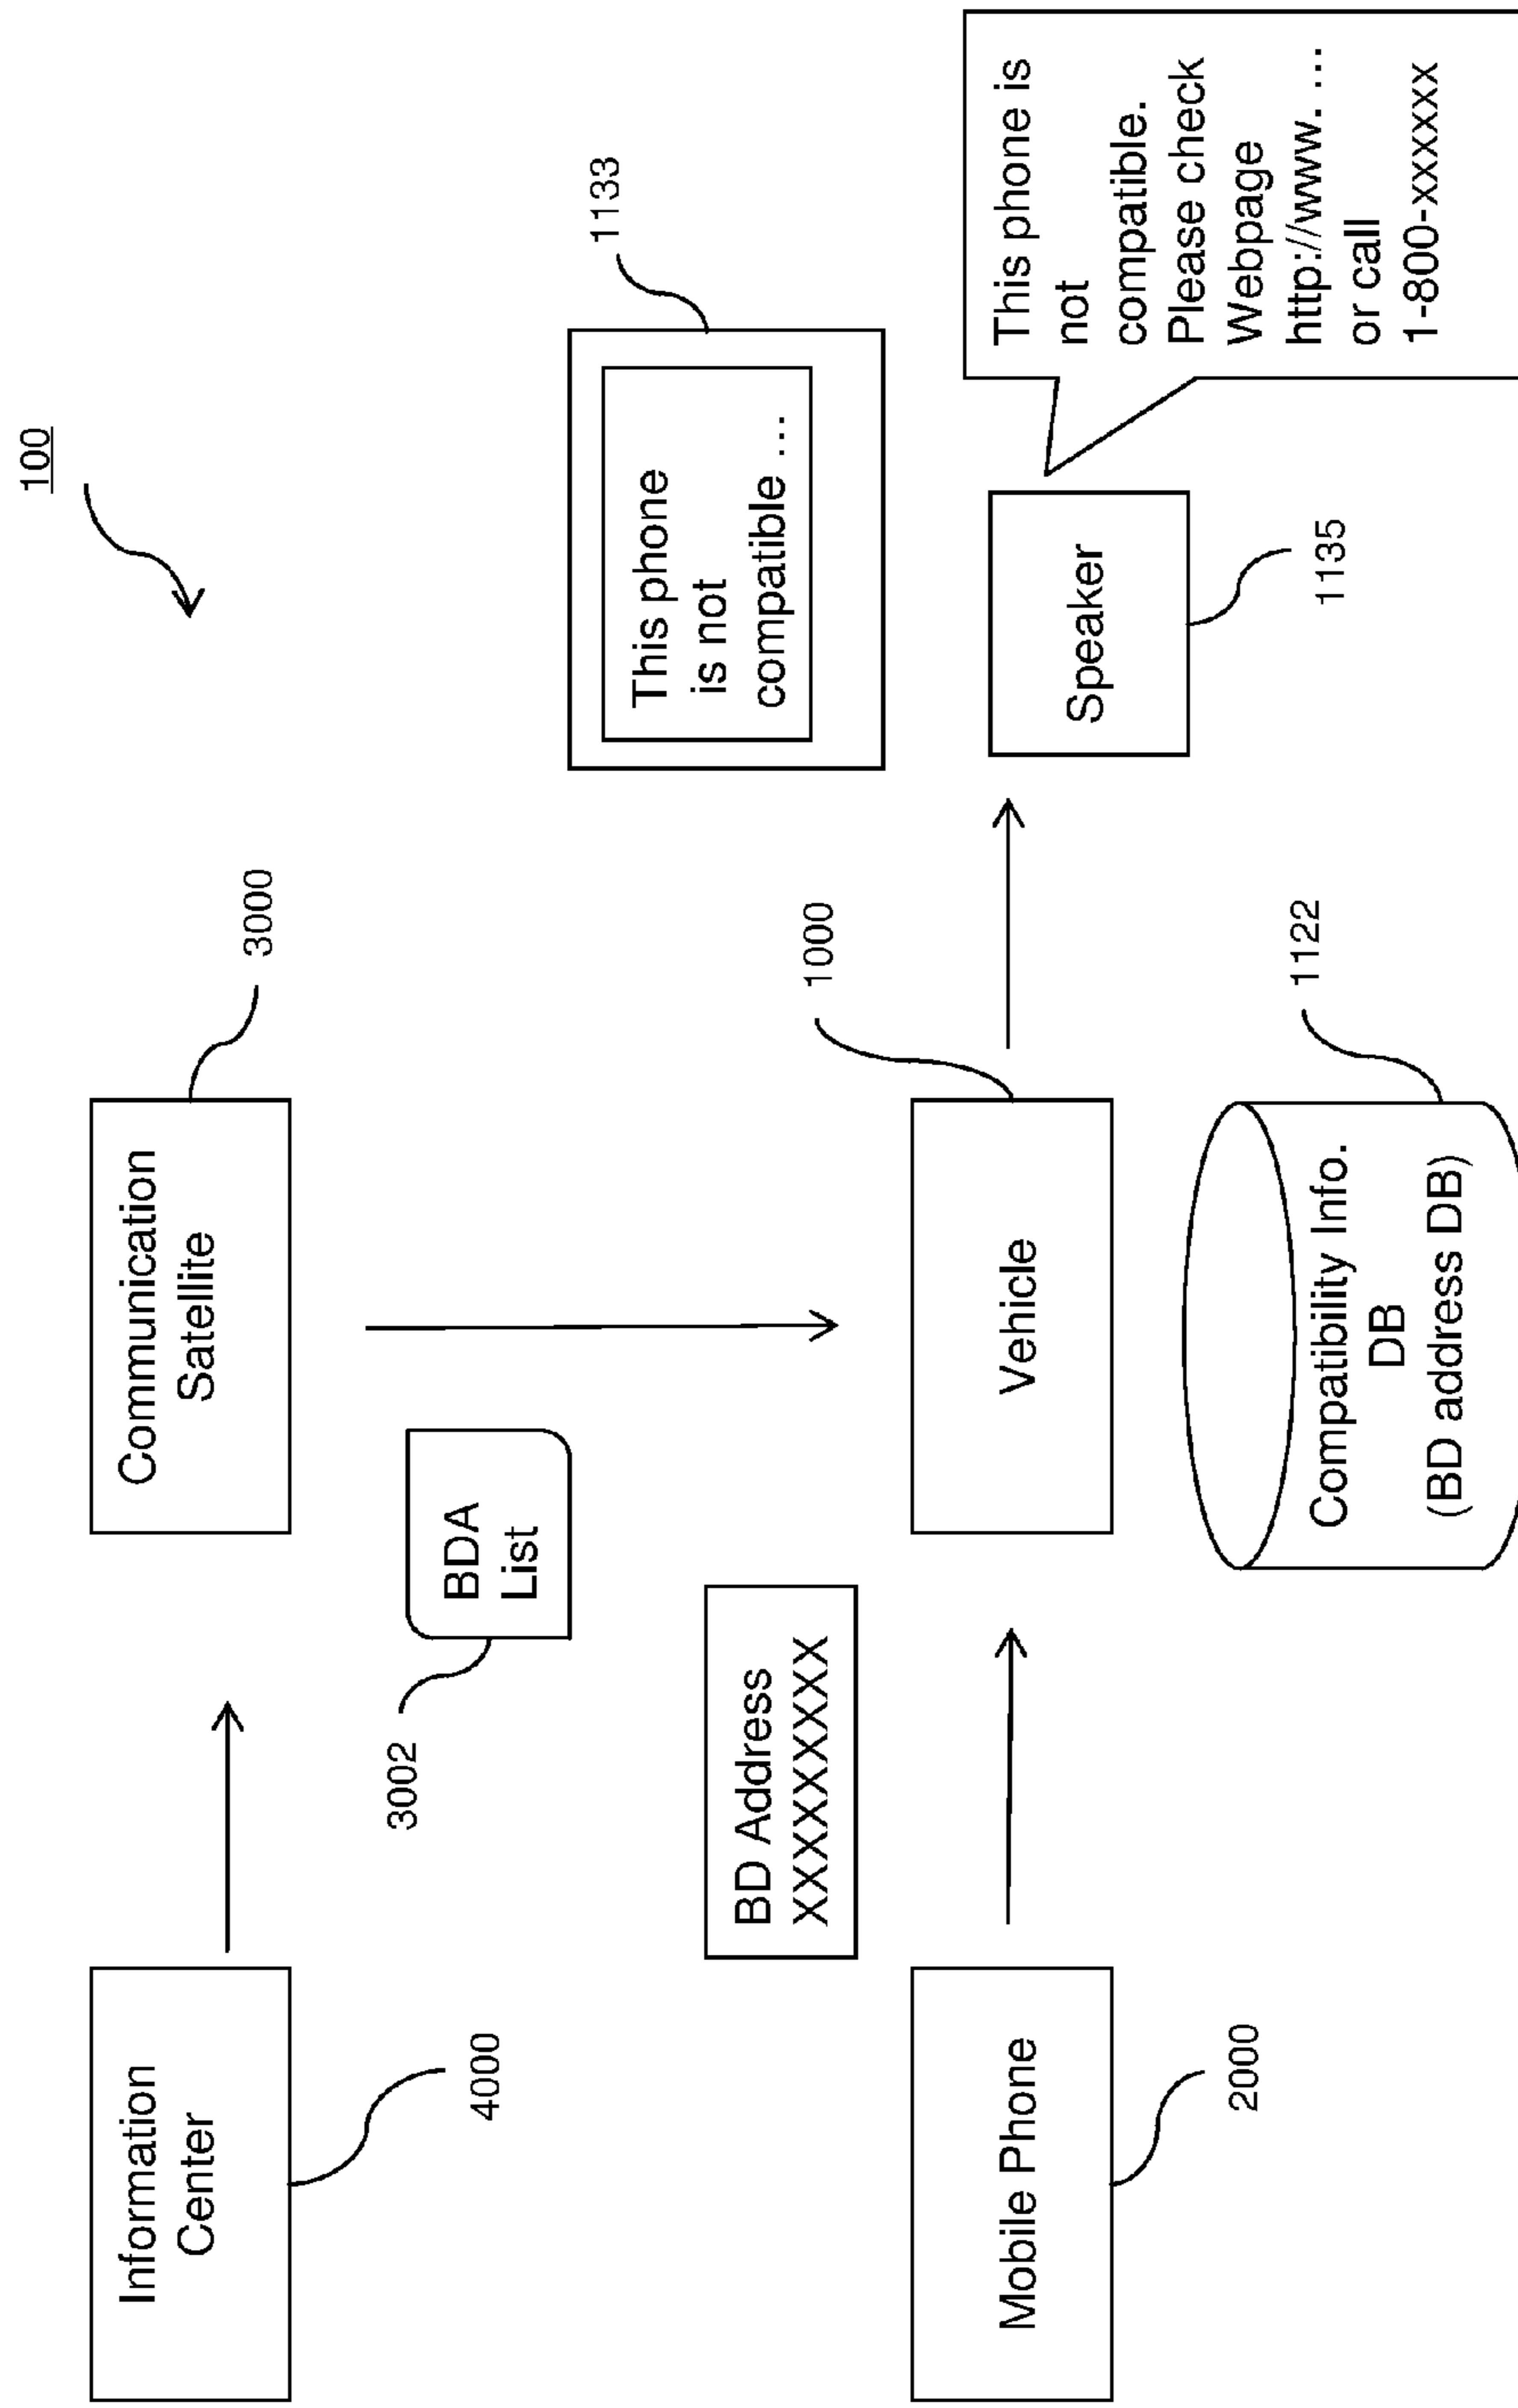 100
Information
Center
4000
Communication
Satellite
3000
BDA
List
3002
1133
This phone
is not
compatible ...
BD Address
XXXXXXXXXX
Mobile Phone
2000
Vehicle
1000
Compatibility Info.
DB
(BD address DB)
1122
Speaker
1135
This phone is
not
compatible.
Please check
Webpage
http://www. ...
or call
1-800-xxxxxx